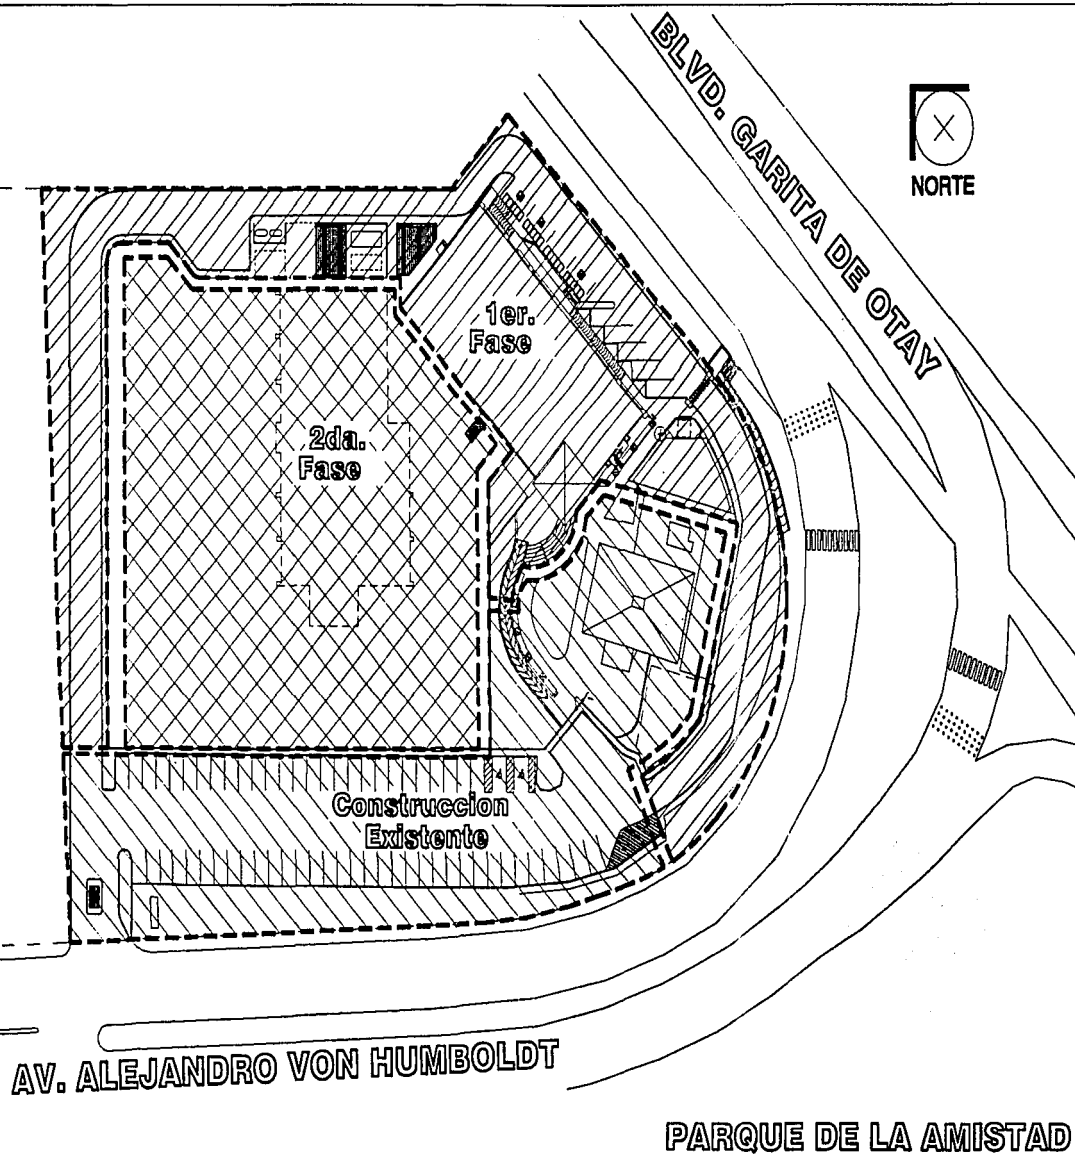 BLVD. GARITA DE OTAY
NORTE
1er.
Fase
2da.
Fase
Construccion
Existente
AV. ALEJANDRO VON HUMBOLDT
PARQUE DE LA AMISTAD